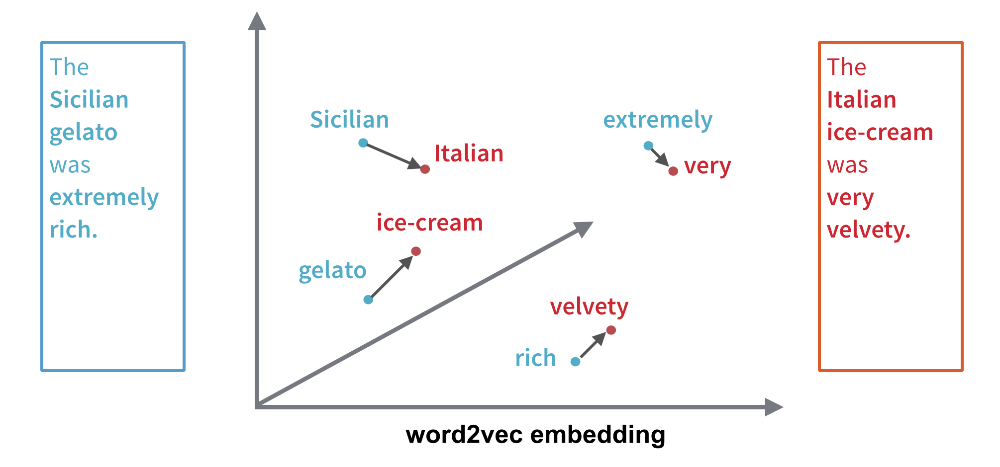 The
Sicilian
gelato
was
extremely
rich.
Sicilian
Italian
extremely
very
ice-cream
gelato
velvety
rich
word2vec embedding
The
Italian
ice-cream
was
very
velvety.